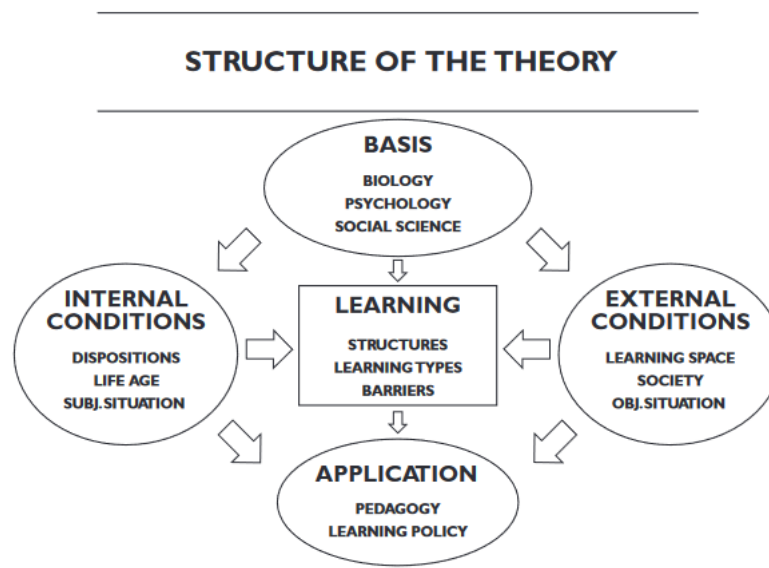 STRUCTURE OF THE THEORY
BASIS
BIOLOGY
PSYCHOLOGY
SOCIAL SCIENCE
INTERNAL
CONDITIONS
DISPOSITIONS
LIFE AGE
SUBJ.SITUATION
LEARNING
STRUCTURES
LEARNING TYPES
BARRIERS
EXTERNAL
CONDITIONS
LEARNING SPACE
SOCIETY
OBJ.SITUATION
APPLICATION
PEDAGOGY
LEARNING POLICY